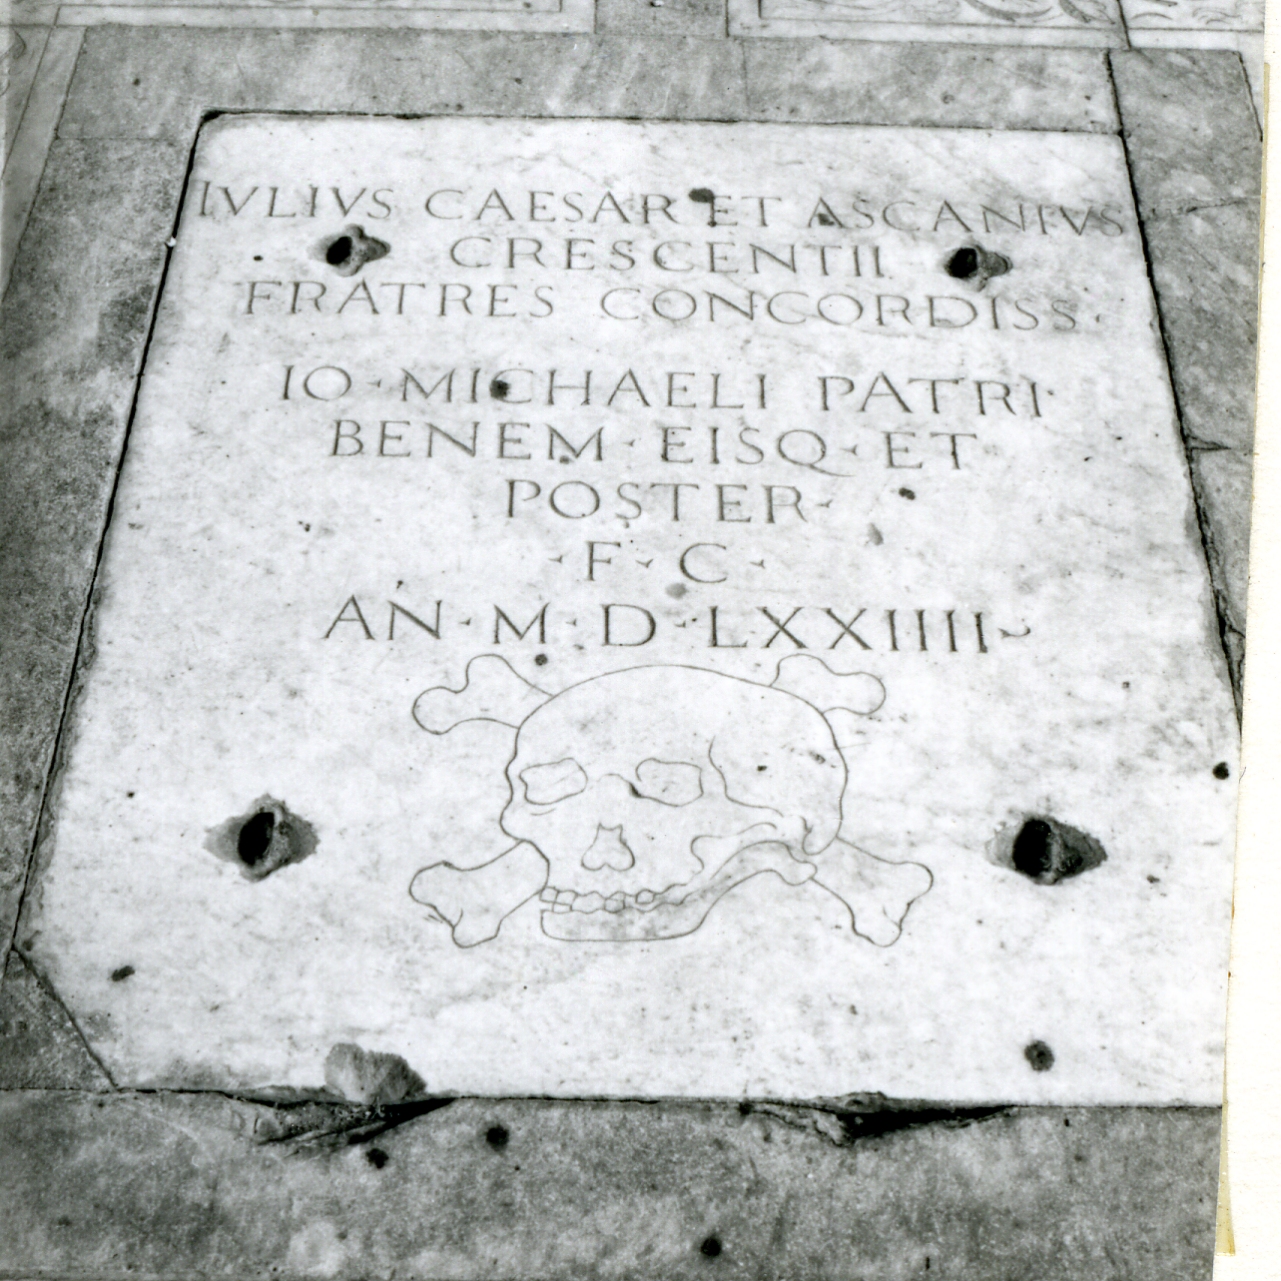 IVLIVS CAESAR ET ASCANIVS
CRESCENTII
FRATRES CONCORDISS·
IO · MICHAELI PATRI
BENEM · EISQ · ET
POSTER ·
· F · C ·
AN · M · D · LXXIIII